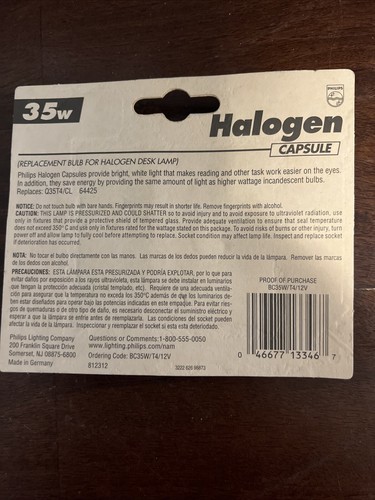 PHILIPS
35w
Halogen
CAPSULE
(REPLACEMENT BULB FOR HALOGEN DESK LAMP)
Philips Halogen Capsules provide bright, white light that makes reading and other task work easier on the eyes.
In addition, they save energy by providing the same amount of light as higher wattage incandescent bulbs.
Replaces: Q35T4/CL 64425
NOTICE: Do not touch bulb with bare hands. Fingerprints may result in shorter life. Remove fingerprints with alcohol.
CAUTION: THIS LAMP IS PRESSURIZED AND COULD SHATTER so to avoid injury and to avoid exposure to ultraviolet radiation, use
only in fixtures that provide a shield of tempered glass protection. Provide adequate ventilation to ensure that seal temperature
does not exceed 350º C and use only in fixtures rated for the wattage stated on this package. To avoid risks of burns or other injury, turn
power off and allow lamp to fully cool before attempting to replace. Socket condition may affect lamp life. Inspect and replace socket
if deterioration has occurred.
NOTA: No tocar el bulbo directamente con las manos. Las marcas de los dedos pueden reducir la vida de la lámpara. Remover las marcas
de los dedos con alcohol.
PRECAUCIONES: ESTA LÁMPARA ESTA PRESURIZADA Y PODRÍA EXPLOTAR, por lo que para
evitar daños por exposición a los rayos ultravioleta, esta lámpara se debe instalar en luminarias
que tengan la protección adecuada (cristal templado, etc). Requiere de una adecuada ventila-
ción para asegurar que la temperatura no exceda los 350ºC además de que los luminarios de-
ben estar diseñados para operar bajo las potencias indicadas en este empaque. Para evitar ries-
gos de quemaduras o de otro tipo de daño, es necesario desconectar el suministro eléctrico y
esperar a que la lámpara se enfríe antes de reemplazarla. Las condiciones del socket pueden
afectar la vida de la lámpara. Inspeccionar y reemplazar el socket si esta está deteriorado.
PROOF OF PURCHASE
BC35W/T4/12V
0 46677 13346 7
Philips Lighting Company
200 Franklin Square Drive
Somerset, NJ 08875-6800
Made in Germany
Questions or Comments:1-800-555-0050
www.lighting.philips.com/nam
Ordering Code: BC35W/T4/12V
812312